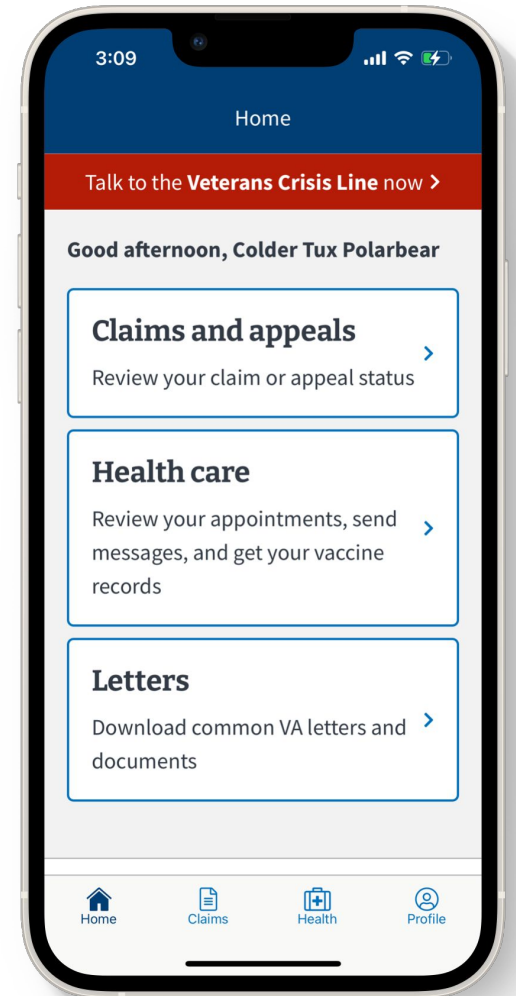 3:09
Home
Talk to the Veterans Crisis Line now
Good afternoon, Colder Tux Polarbear
Claims and appeals
Review your claim or appeal status
Health care
Review your appointments, send
messages, and get your vaccine
records
Letters
Download common VA letters and
documents
Home
Claims
Health
Profile